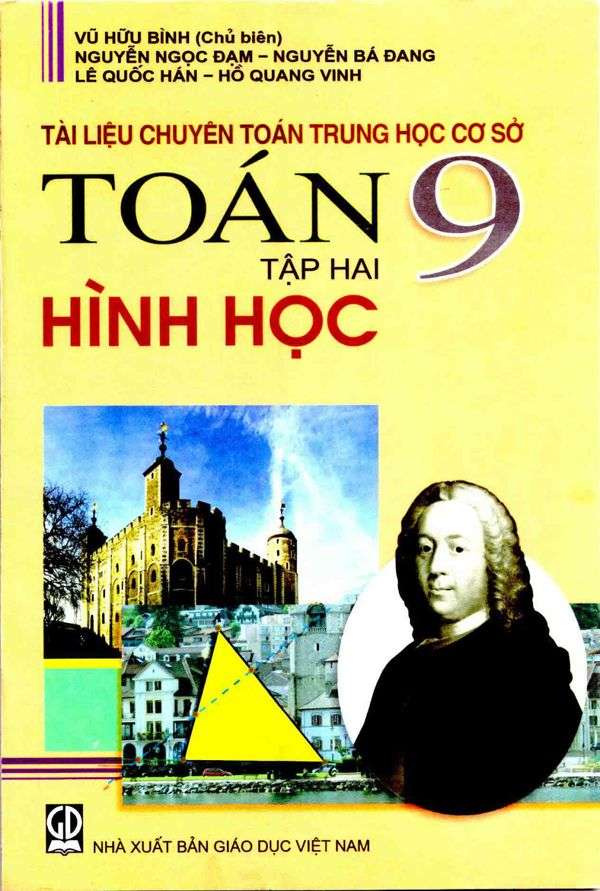 VŨ HỮU BÌNH (Chủ biên)
NGUYỄN NGỌC ĐẠM – NGUYỄN BÁ ĐANG
LÊ QUỐC HÁN – HỒ QUANG VINH
TÀI LIỆU CHUYÊN TOÁN TRUNG HỌC CƠ SỞ
TOÁN 9
TẬP HAI
HÌNH HỌC
GD
NHÀ XUẤT BẢN GIÁO DỤC VIỆT NAM